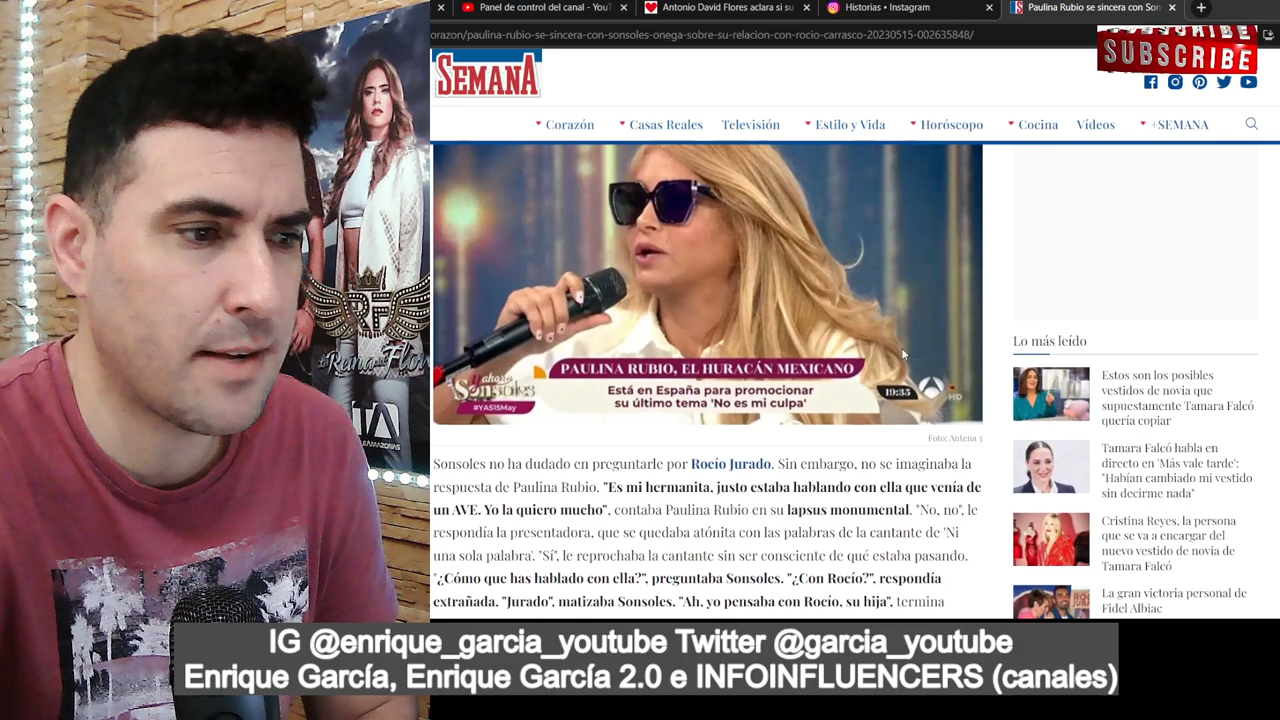 Panel de control del canal - YouT
Antonio David Flores aclara si su
Historias • Instagram
Paulina Rubio se sincera con Son
orazon/paulina-rubio-se-sincera-con-sonsoles-onega-sobre-su-relacion-con-rocio-carrasco-20230515-002635848/
SUBSCRIBE
SUBSCRIBE
SEMANA
Corazón
Casas Reales
Televisión
Estilo y Vida
Horóscopo
Cocina
Vídeos
+SEMANA
RF
la Reina del Flow
PAULINA RUBIO, EL HURACÁN MEXICANO
Está en España para promocionar
su último tema 'No es mi culpa'
Y ahora
Sonsoles
#YAS15May
19:35
HD
Foto: Antena 3
Sonsoles no ha dudado en preguntarle por Rocío Jurado. Sin embargo, no se imaginaba la
respuesta de Paulina Rubio. "Es mi hermanita, justo estaba hablando con ella que venía de
un AVE. Yo la quiero mucho", contaba Paulina Rubio en su lapsus monumental. "No, no", le
respondía la presentadora, que se quedaba atónita con las palabras de la cantante de 'Ni
una sola palabra'. "Sí", le reprochaba la cantante sin ser consciente de qué estaba pasando.
"¿Cómo que has hablado con ella?", preguntaba Sonsoles. "¿Con Rocío?", respondía
extrañada. "Jurado", matizaba Sonsoles. "Ah, yo pensaba con Rocío, su hija", termina
Lo más leído
Estos son los posibles
vestidos de novia que
supuestamente Tamara Falcó
quería copiar
Tamara Falcó habla en
directo en 'Más vale tarde':
"Habían cambiado mi vestido
sin decirme nada"
Cristina Reyes, la persona
que se va a encargar del
nuevo vestido de novia de
Tamara Falcó
La gran victoria personal de
Fidel Albiac
IG @enrique_garcia_youtube Twitter @garcia_youtube
Enrique García, Enrique García 2.0 e INFOINFLUENCERS (canales)